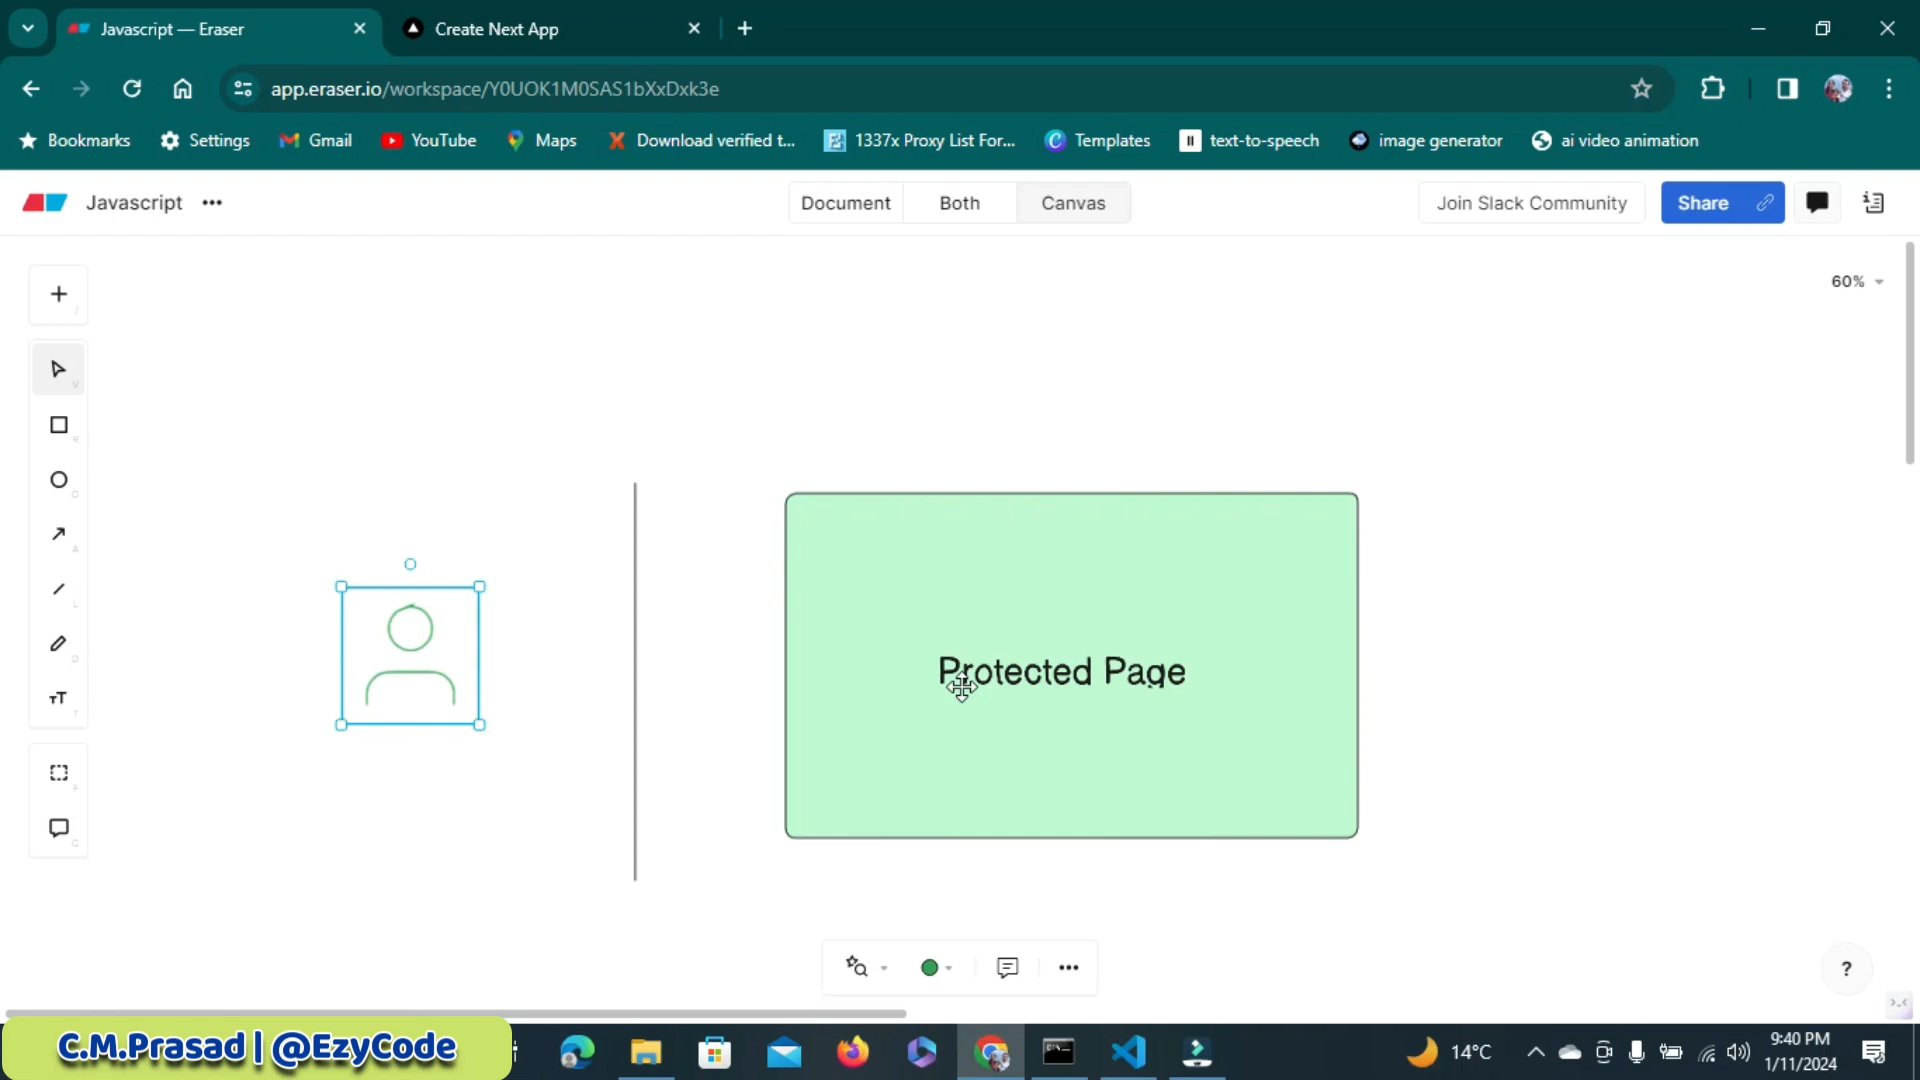 Javascript — Eraser
Create Next App
app.eraser.io/workspace/Y0UOK1M0SAS1bXxDxk3e
Bookmarks
Settings
Gmail
YouTube
Maps
Download verified t...
1337x Proxy List For...
Templates
text-to-speech
image generator
ai video animation
Javascript
Document
Both
Canvas
Join Slack Community
Share
60%
/
V
R
O
A
L
D
T
F
C
Protected Page
?
C.M.Prasad | @EzyCode
14°C
9:40 PM
1/11/2024